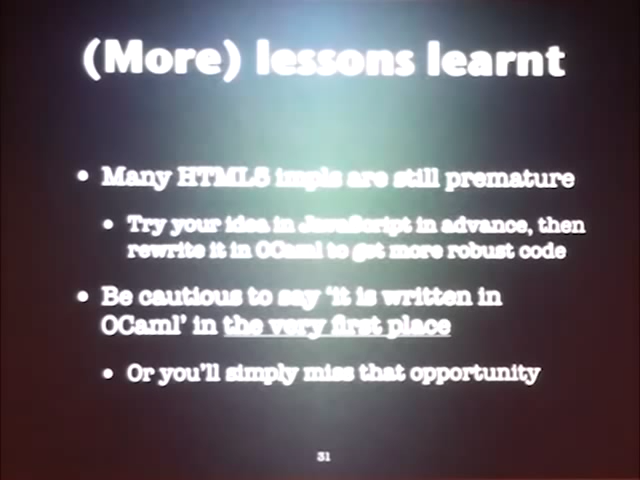 (More) lessons learnt
• Many HTML5 impls are still premature
• Try your idea in JavaScript in advance, then
rewrite it in OCaml to get more robust code
• Be cautious to say 'it is written in
OCaml' in the very first place
• Or you'll simply miss that opportunity
31